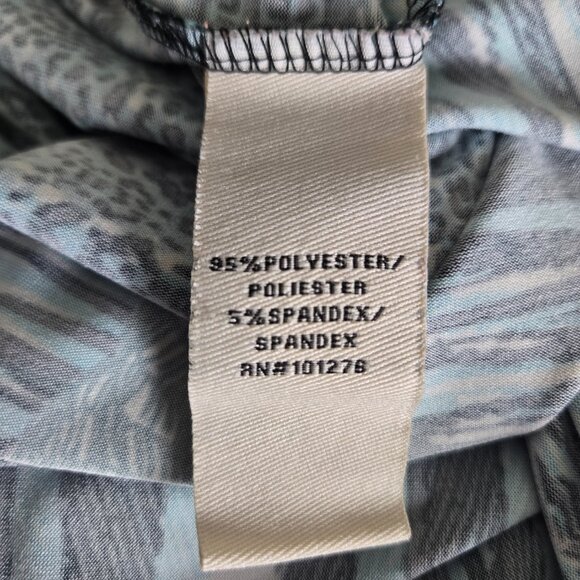 95%POLYESTER/
POLIESTER
5%SPANDEX/
SPANDEX
RN#101276